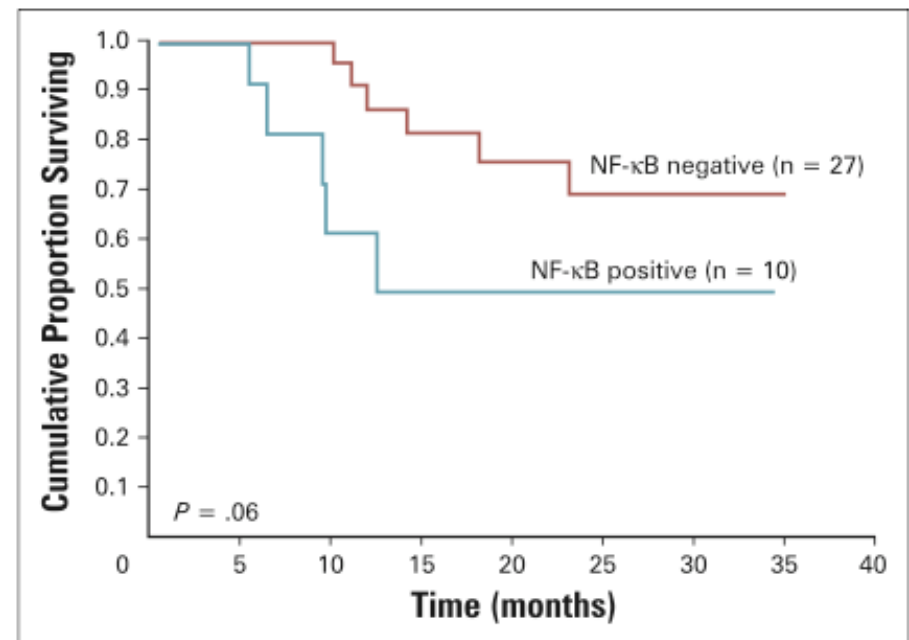 Cumulative Proportion Surviving
1.0
0.9
0.8
0.7
0.6
0.5
0.4
0.3
0.2
0.1
NF-κB negative (n = 27)
NF-κB positive (n = 10)
P = .06
0 5 10 15 20 25 30 35 40
Time (months)